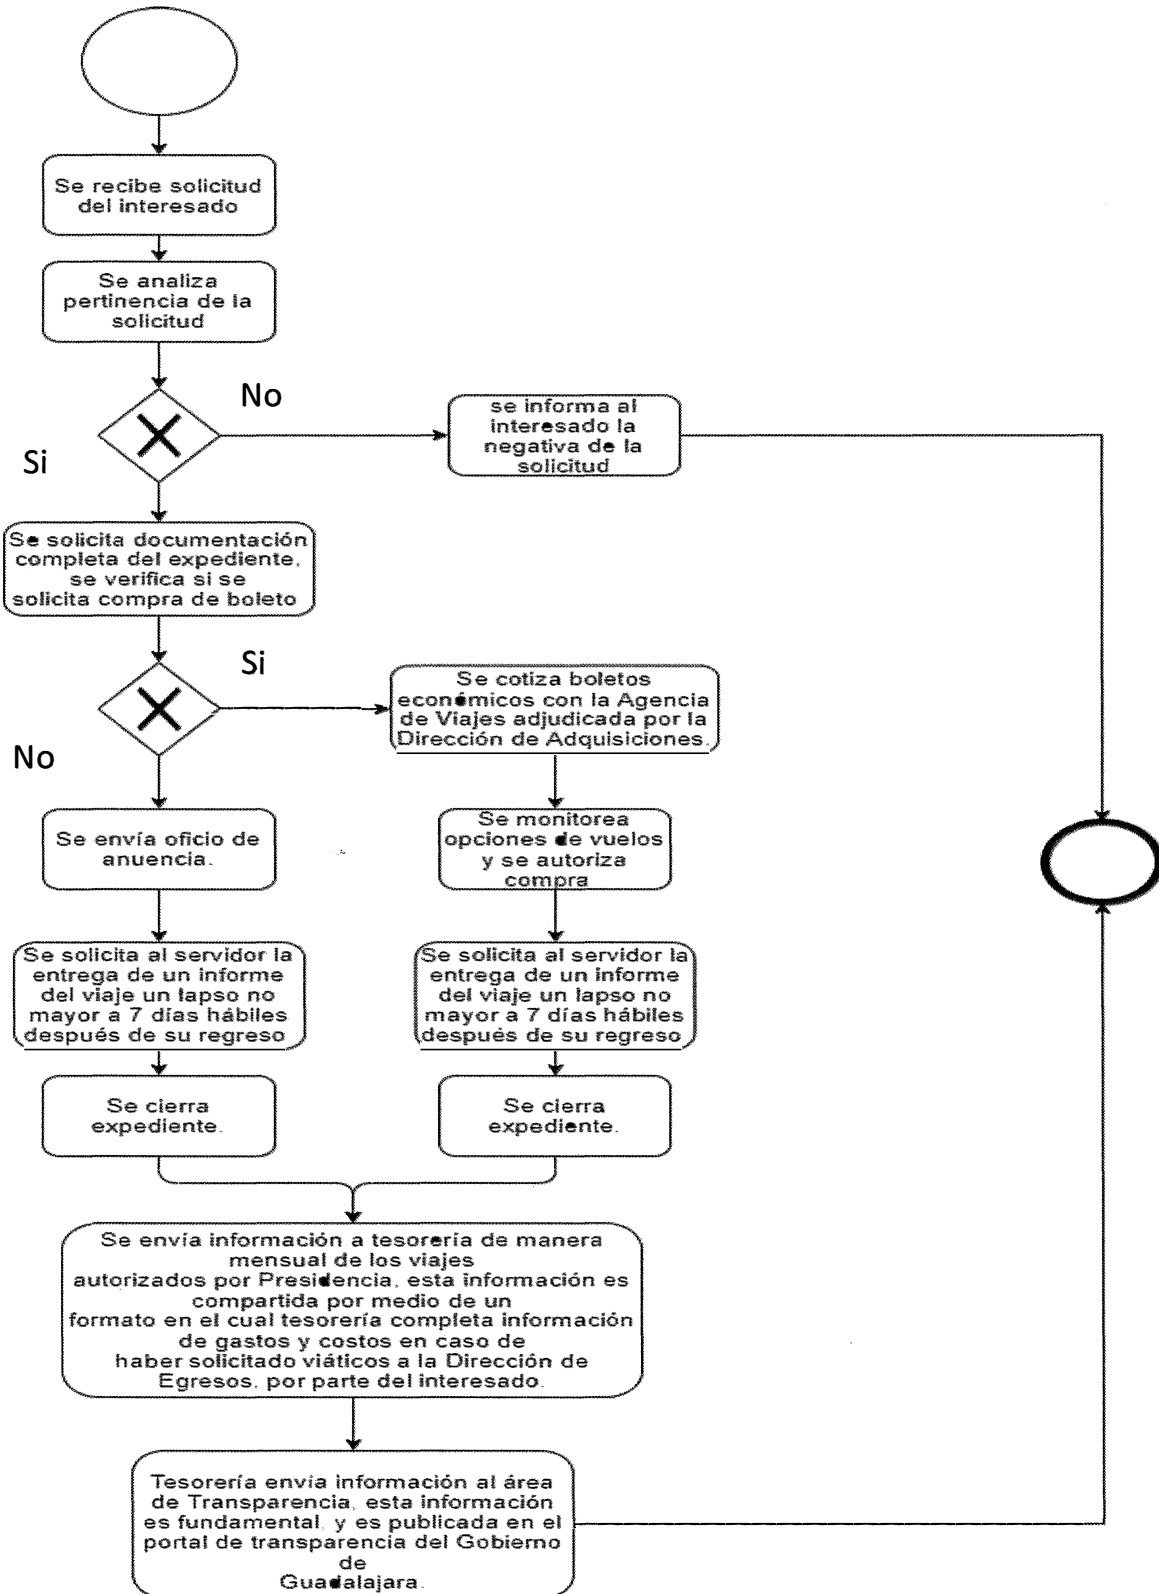 Se recibe solicitud
del interesado
Se analiza
pertinencia de la
solicitud
No
se informa al
interesado la
negativa de la
solicitud
Si
Se solicita documentación
completa del expediente,
se verifica si se
solicita compra de boleto
Si
Se cotiza boletos
económicos con la Agencia
de Viajes adjudicada por la
Dirección de Adquisiciones.
No
Se envía oficio de
anuencia.
Se monitorea
opciones de vuelos
y se autoriza
compra
Se solicita al servidor la
entrega de un informe
del viaje un lapso no
mayor a 7 días hábiles
después de su regreso
Se solicita al servidor la
entrega de un informe
del viaje un lapso no
mayor a 7 días hábiles
después de su regreso
Se cierra
expediente.
Se cierra
expediente.
Se envía información a tesorería de manera
mensual de los viajes
autorizados por Presidencia, esta información es
compartida por medio de un
formato en el cual tesorería completa información
de gastos y costos en caso de
haber solicitado viáticos a la Dirección de
Egresos, por parte del interesado.
Tesorería envía información al área
de Transparencia, esta información
es fundamental, y es publicada en el
portal de transparencia del Gobierno
de
Guadalajara.